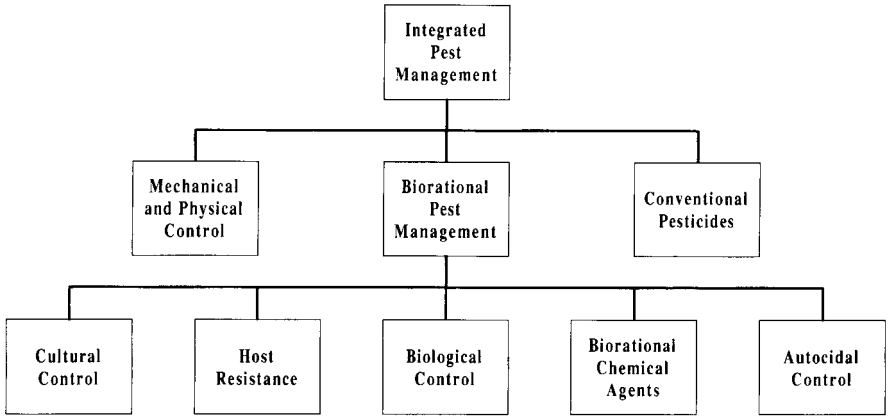 Integrated
Pest
Management
Mechanical
and Physical
Control
Biorational
Pest
Management
Conventional
Pesticides
Cultural
Control
Host
Resistance
Biological
Control
Biorational
Chemical
Agents
Autocidal
Control